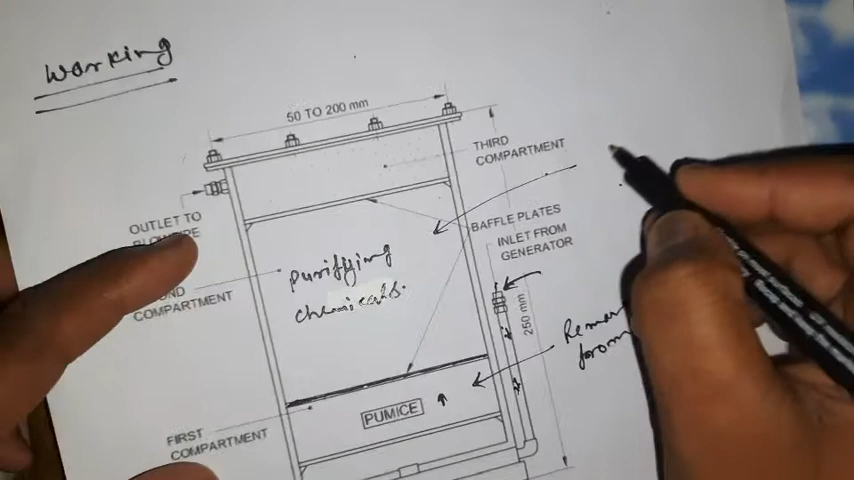 Working
50 TO 200 mm
THIRD
COMPARTMENT
OUTLET TO
BAFFLE PLATES
INLET FROM
GENERATOR
purifying
chemicals.
COMPARTMENT
250 mm
PUMICE
FIRST
COMPARTMENT